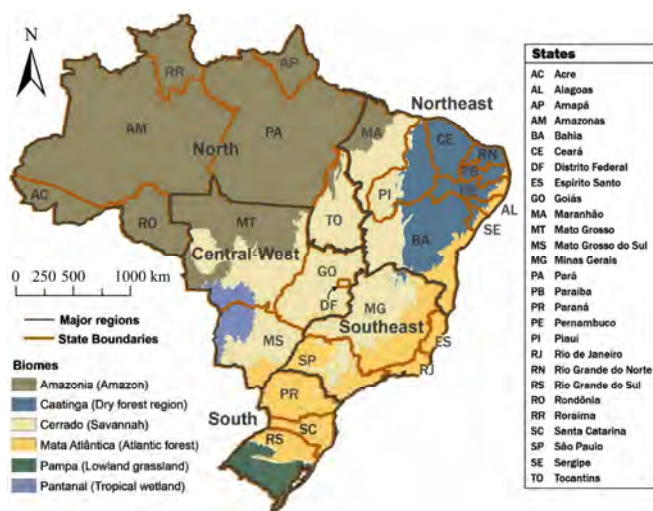 N
RR
AP
AM
PA
North
AC
RO
MT
Central-West
TO
MA
Northeast
CE
RN
PB
PE
PI
AL
SE
BA
GO
DF
MG
Southeast
ES
MS
SP
RJ
PR
South
SC
RS
0 250 500 1000 km
Major regions
State Boundaries
Biomes
Amazonia (Amazon)
Caatinga (Dry forest region)
Cerrado (Savannah)
Mata Atlântica (Atlantic forest)
Pampa (Lowland grassland)
Pantanal (Tropical wetland)
States
AC Acre
AL Alagoas
AP Amapá
AM Amazonas
BA Bahia
CE Ceará
DF Distrito Federal
ES Espirito Santo
GO Goiás
MA Maranhão
MT Mato Grosso
MS Mato Grosso do Sul
MG Minas Gerais
PA Pará
PB Paraiba
PR Paraná
PE Pernambuco
PI Piauí
RJ Rio de Janeiro
RN Rio Grande do Norte
RS Rio Grande do Sul
RO Rondônia
RR Roraima
SC Santa Catarina
SP São Paulo
SE Sergipe
TO Tocantins